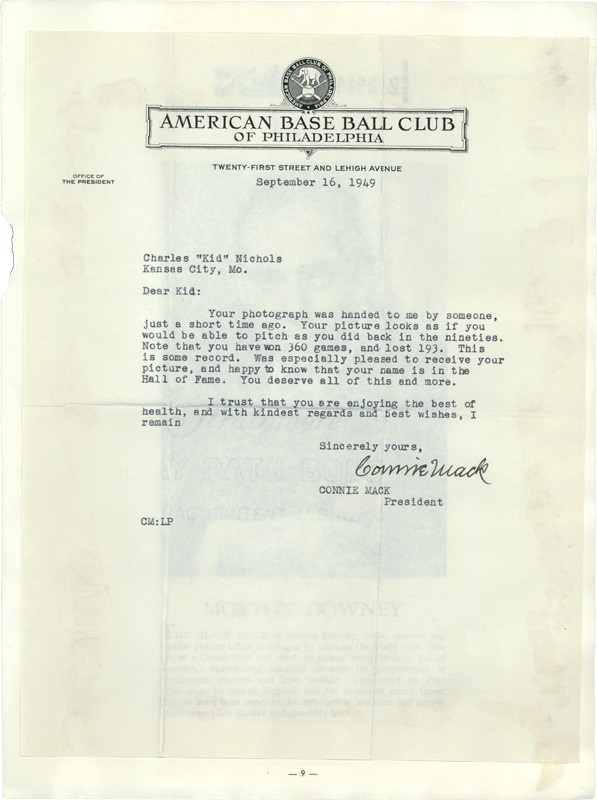 AMERICAN BASE BALL CLUB
OF PHILADELPHIA
TWENTY-FIRST STREET AND LEHIGH AVENUE
OFFICE OF
THE PRESIDENT
September 16, 1949
Charles "Kid" Nichols
Kansas City, Mo.
Dear Kid:
Your photograph was handed to me by someone,
just a short time ago. Your picture looks as if you
would be able to pitch as you did back in the nineties.
Note that you have won 360 games, and lost 193. This
is some record. Was especially pleased to receive your
picture, and happy to know that your name is in the
Hall of Fame. You deserve all of this and more.
I trust that you are enjoying the best of
health, and with kindest regards and best wishes, I
remain
Sincerely yours,
Connie Mack
CONNIE MACK
President
CM:LP
MORTON DOWNEY
— 9 —